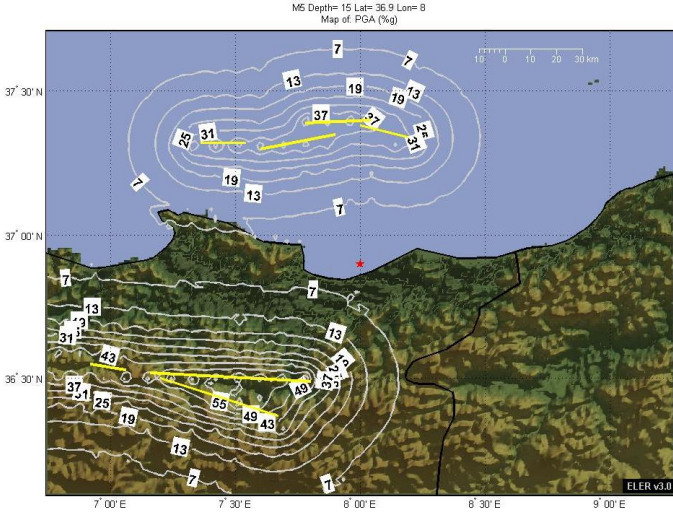 M5 Depth= 15 Lat= 36.9 Lon= 8
Map of: PGA (%g)
7 7
10 0 10 20 30 km
13 13
37° 30' N
19 19
37 37
31 25
25 31
19
13
7
7
37° 00' N
7 7
13
13
31
43
36° 30' N
37 49 37
55
25 49
19 43
13 13
7 7
ELER v3.0
7° 00' E 7° 30' E 8° 00' E 8° 30' E 9° 00' E